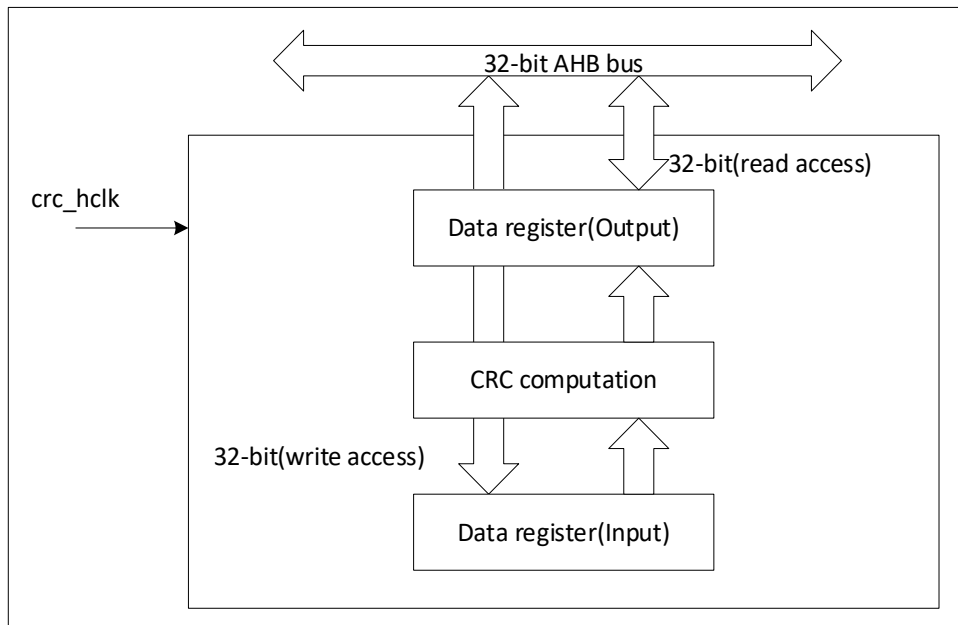 32-bit AHB bus
32-bit(read access)
crc_hclk
Data register(Output)
CRC computation
32-bit(write access)
Data register(Input)